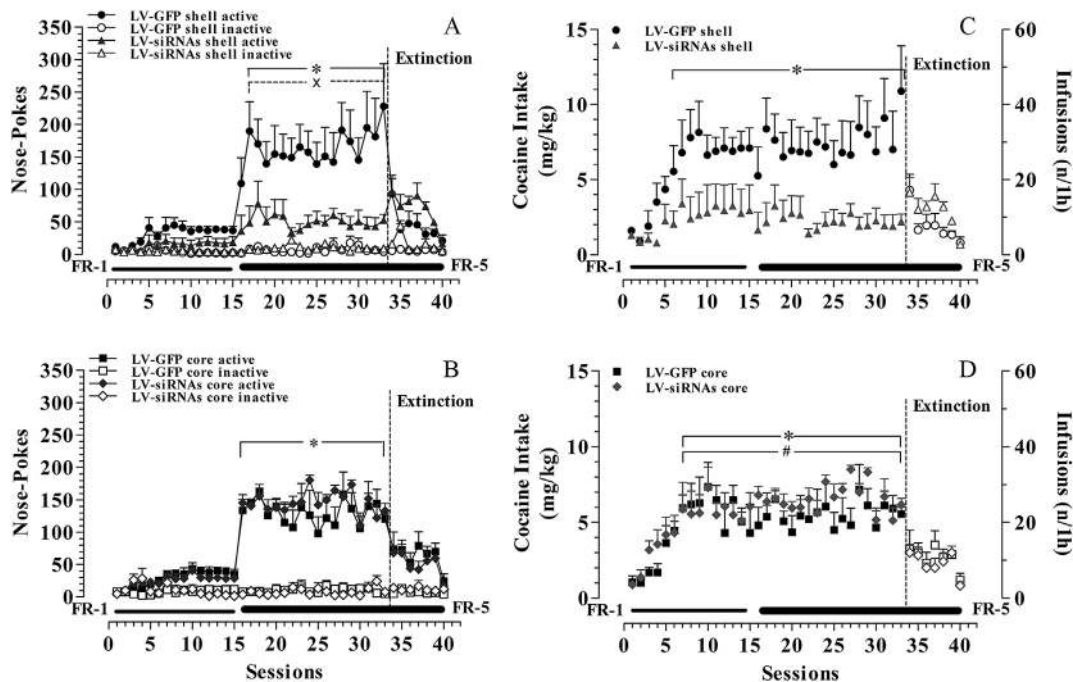 LV-GFP shell active
LV-GFP shell inactive
LV-siRNAs shell active
LV-siRNAs shell inactive
A
Extinction
*
x
Nose-Pokes
350
300
250
200
150
100
50
0
FR-1
FR-5
0 5 10 15 20 25 30 35 40
LV-GFP shell
LV-siRNAs shell
C
Extinction
*
Cocaine Intake
(mg/kg)
15
10
5
0
60
40
20
0
Infusions (n/1h)
FR-1
FR-5
0 5 10 15 20 25 30 35 40
LV-GFP core active
LV-GFP core inactive
LV-siRNAs core active
LV-siRNAs core inactive
B
Extinction
*
Nose-Pokes
350
300
250
200
150
100
50
0
FR-1
FR-5
0 5 10 15 20 25 30 35 40
Sessions
LV-GFP core
LV-siRNAs core
D
Extinction
*
#
Cocaine Intake
(mg/kg)
15
10
5
0
60
40
20
0
Infusions (n/1h)
FR-1
FR-5
0 5 10 15 20 25 30 35 40
Sessions